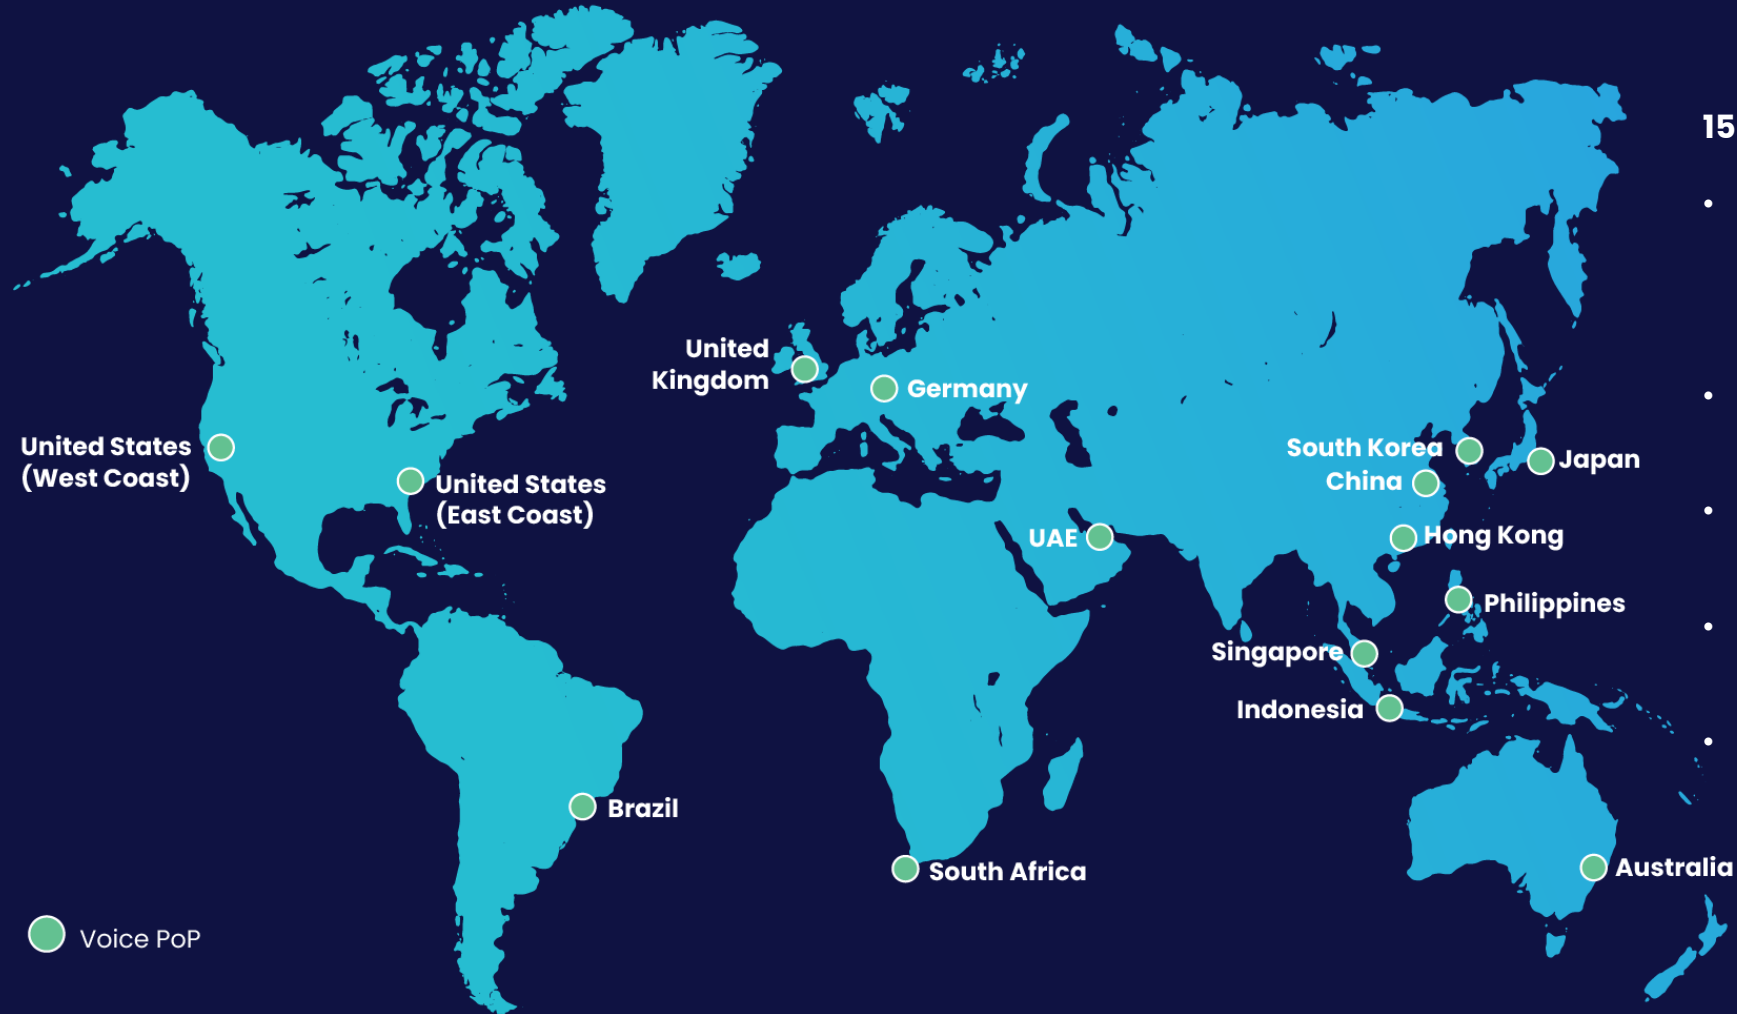 15
United
Kingdom
Germany
United States
(West Coast)
United States
(East Coast)
South Korea
Japan
China
UAE
Hong Kong
Philippines
Singapore
Indonesia
Brazil
South Africa
Australia
Voice PoP